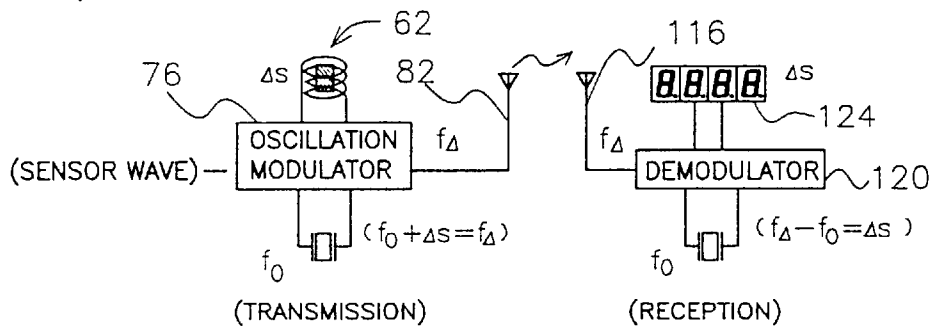 62
116
76
Δs
82
8.8.8.8.
Δs
124
OSCILLATION
MODULATOR
fΔ
fΔ
(SENSOR WAVE)
DEMODULATOR
120
(f0+Δs=fΔ)
(fΔ−f0=Δs)
f0
f0
(TRANSMISSION)
(RECEPTION)